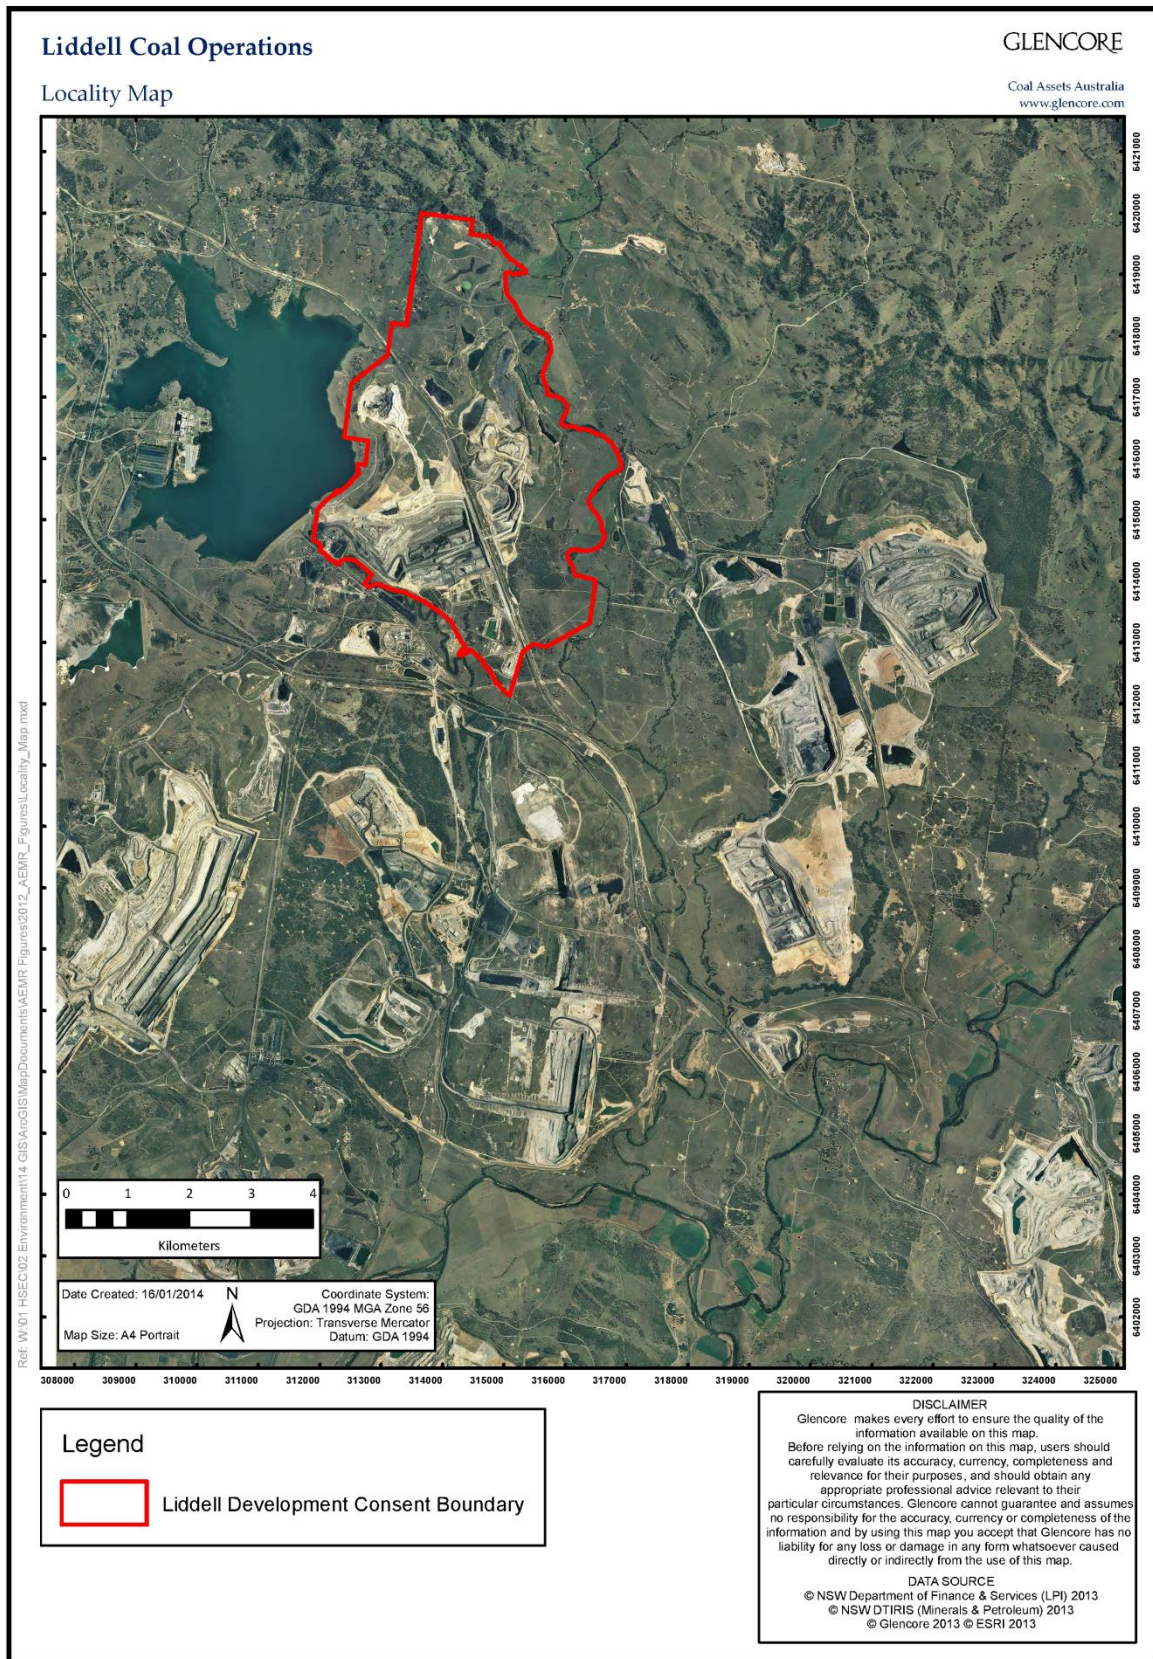 Liddell Coal Operations
GLENCORE
Locality Map
Coal Assets Australia
www.glencore.com
6421000
6420000
6419000
6418000
6417000
6416000
6415000
6414000
6413000
6412000
6411000
6410000
6409000
6408000
6407000
6406000
6405000
6404000
6403000
6402000
Ref: W:\01 HSEC\02 Environment\14 GIS\ArcGIS\MapDocuments\AEMR Figures\2012_AEMR_Figures\Locality_Map.mxd
0 1 2 3 4
Kilometers
Date Created: 16/01/2014
Map Size: A4 Portrait
N
Coordinate System:
GDA 1994 MGA Zone 56
Projection: Transverse Mercator
Datum: GDA 1994
308000 309000 310000 311000 312000 313000 314000 315000 316000 317000 318000 319000 320000 321000 322000 323000 324000 325000
Legend
Liddell Development Consent Boundary
DISCLAIMER
Glencore makes every effort to ensure the quality of the
information available on this map.
Before relying on the information on this map, users should
carefully evaluate its accuracy, currency, completeness and
relevance for their purposes, and should obtain any
appropriate professional advice relevant to their
particular circumstances. Glencore cannot guarantee and assumes
no responsibility for the accuracy, currency or completeness of the
information and by using this map you accept that Glencore has no
liability for any loss or damage in any form whatsoever caused
directly or indirectly from the use of this map.
DATA SOURCE
© NSW Department of Finance & Services (LPI) 2013
© NSW DTIRIS (Minerals & Petroleum) 2013
© Glencore 2013 © ESRI 2013